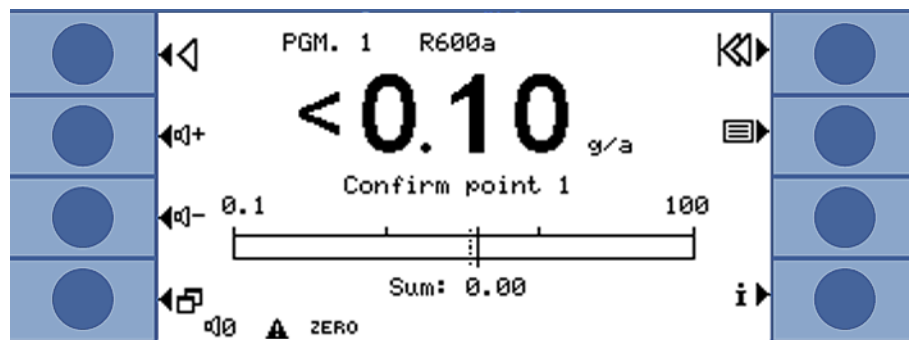 PGM. 1 R600a
<0.10 g/a
+
Confirm point 1
- 0.1 100
Sum: 0.00
i
0 ZERO